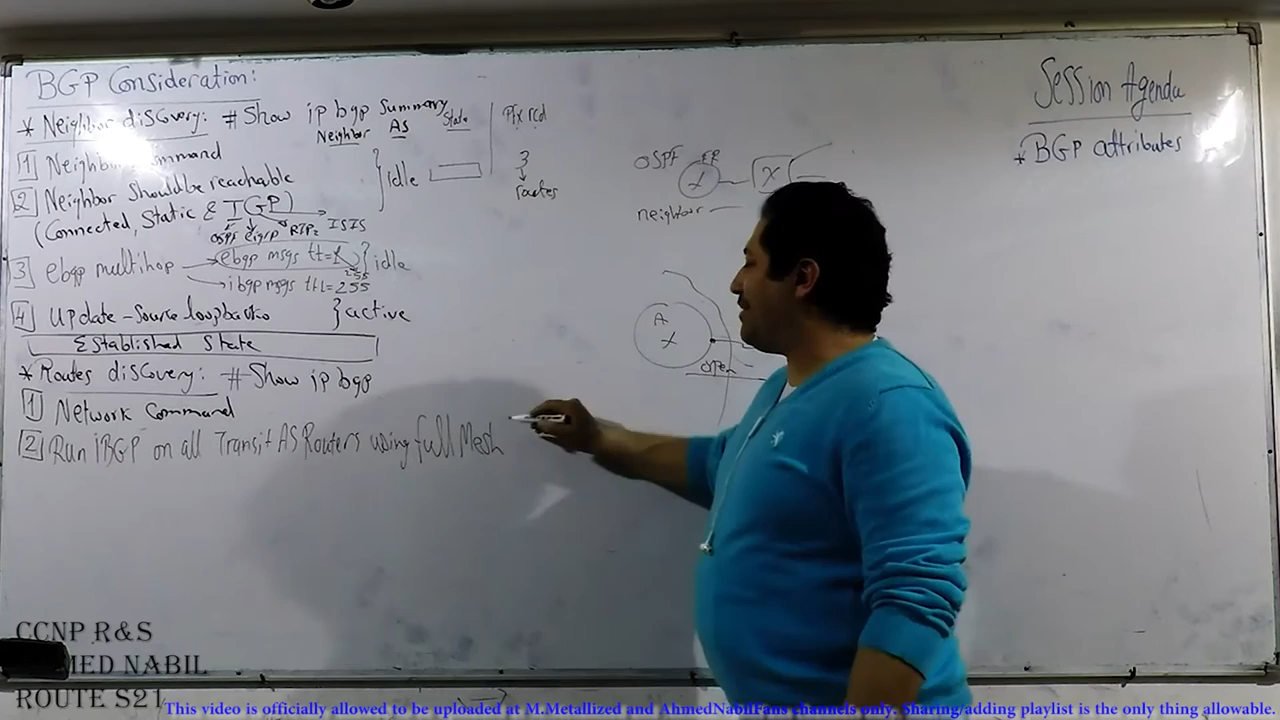 BGP Consideration:
* Neighbor discovery: # Show ip bgp Summary
Neighbor AS State Pfx rcd
1 Neighbor Command
2 Neighbor Should be reachable
} idle
} routes
(Connected, Static & IGP)
OSPF eigrp RIP2 ISIS
3 ebgp multihop
ebgp msgs ttl=1 255 } idle
ibgp msgs ttl=255
4 Update-Source loopback0 } active
Established State
* Routes discovery: # Show ip bgp
1 Network Command
2 Run iBGP on all Transit AS Routers using full Mesh
OSPF
X
neighbor
A
X
open
Session Agenda
* BGP attributes
CCNP R&S
MED NABIL
ROUTE S21
This video is officially allowed to be uploaded at M.Metallized and AhmedNabilFans channels only. Sharing/adding playlist is the only thing allowable.